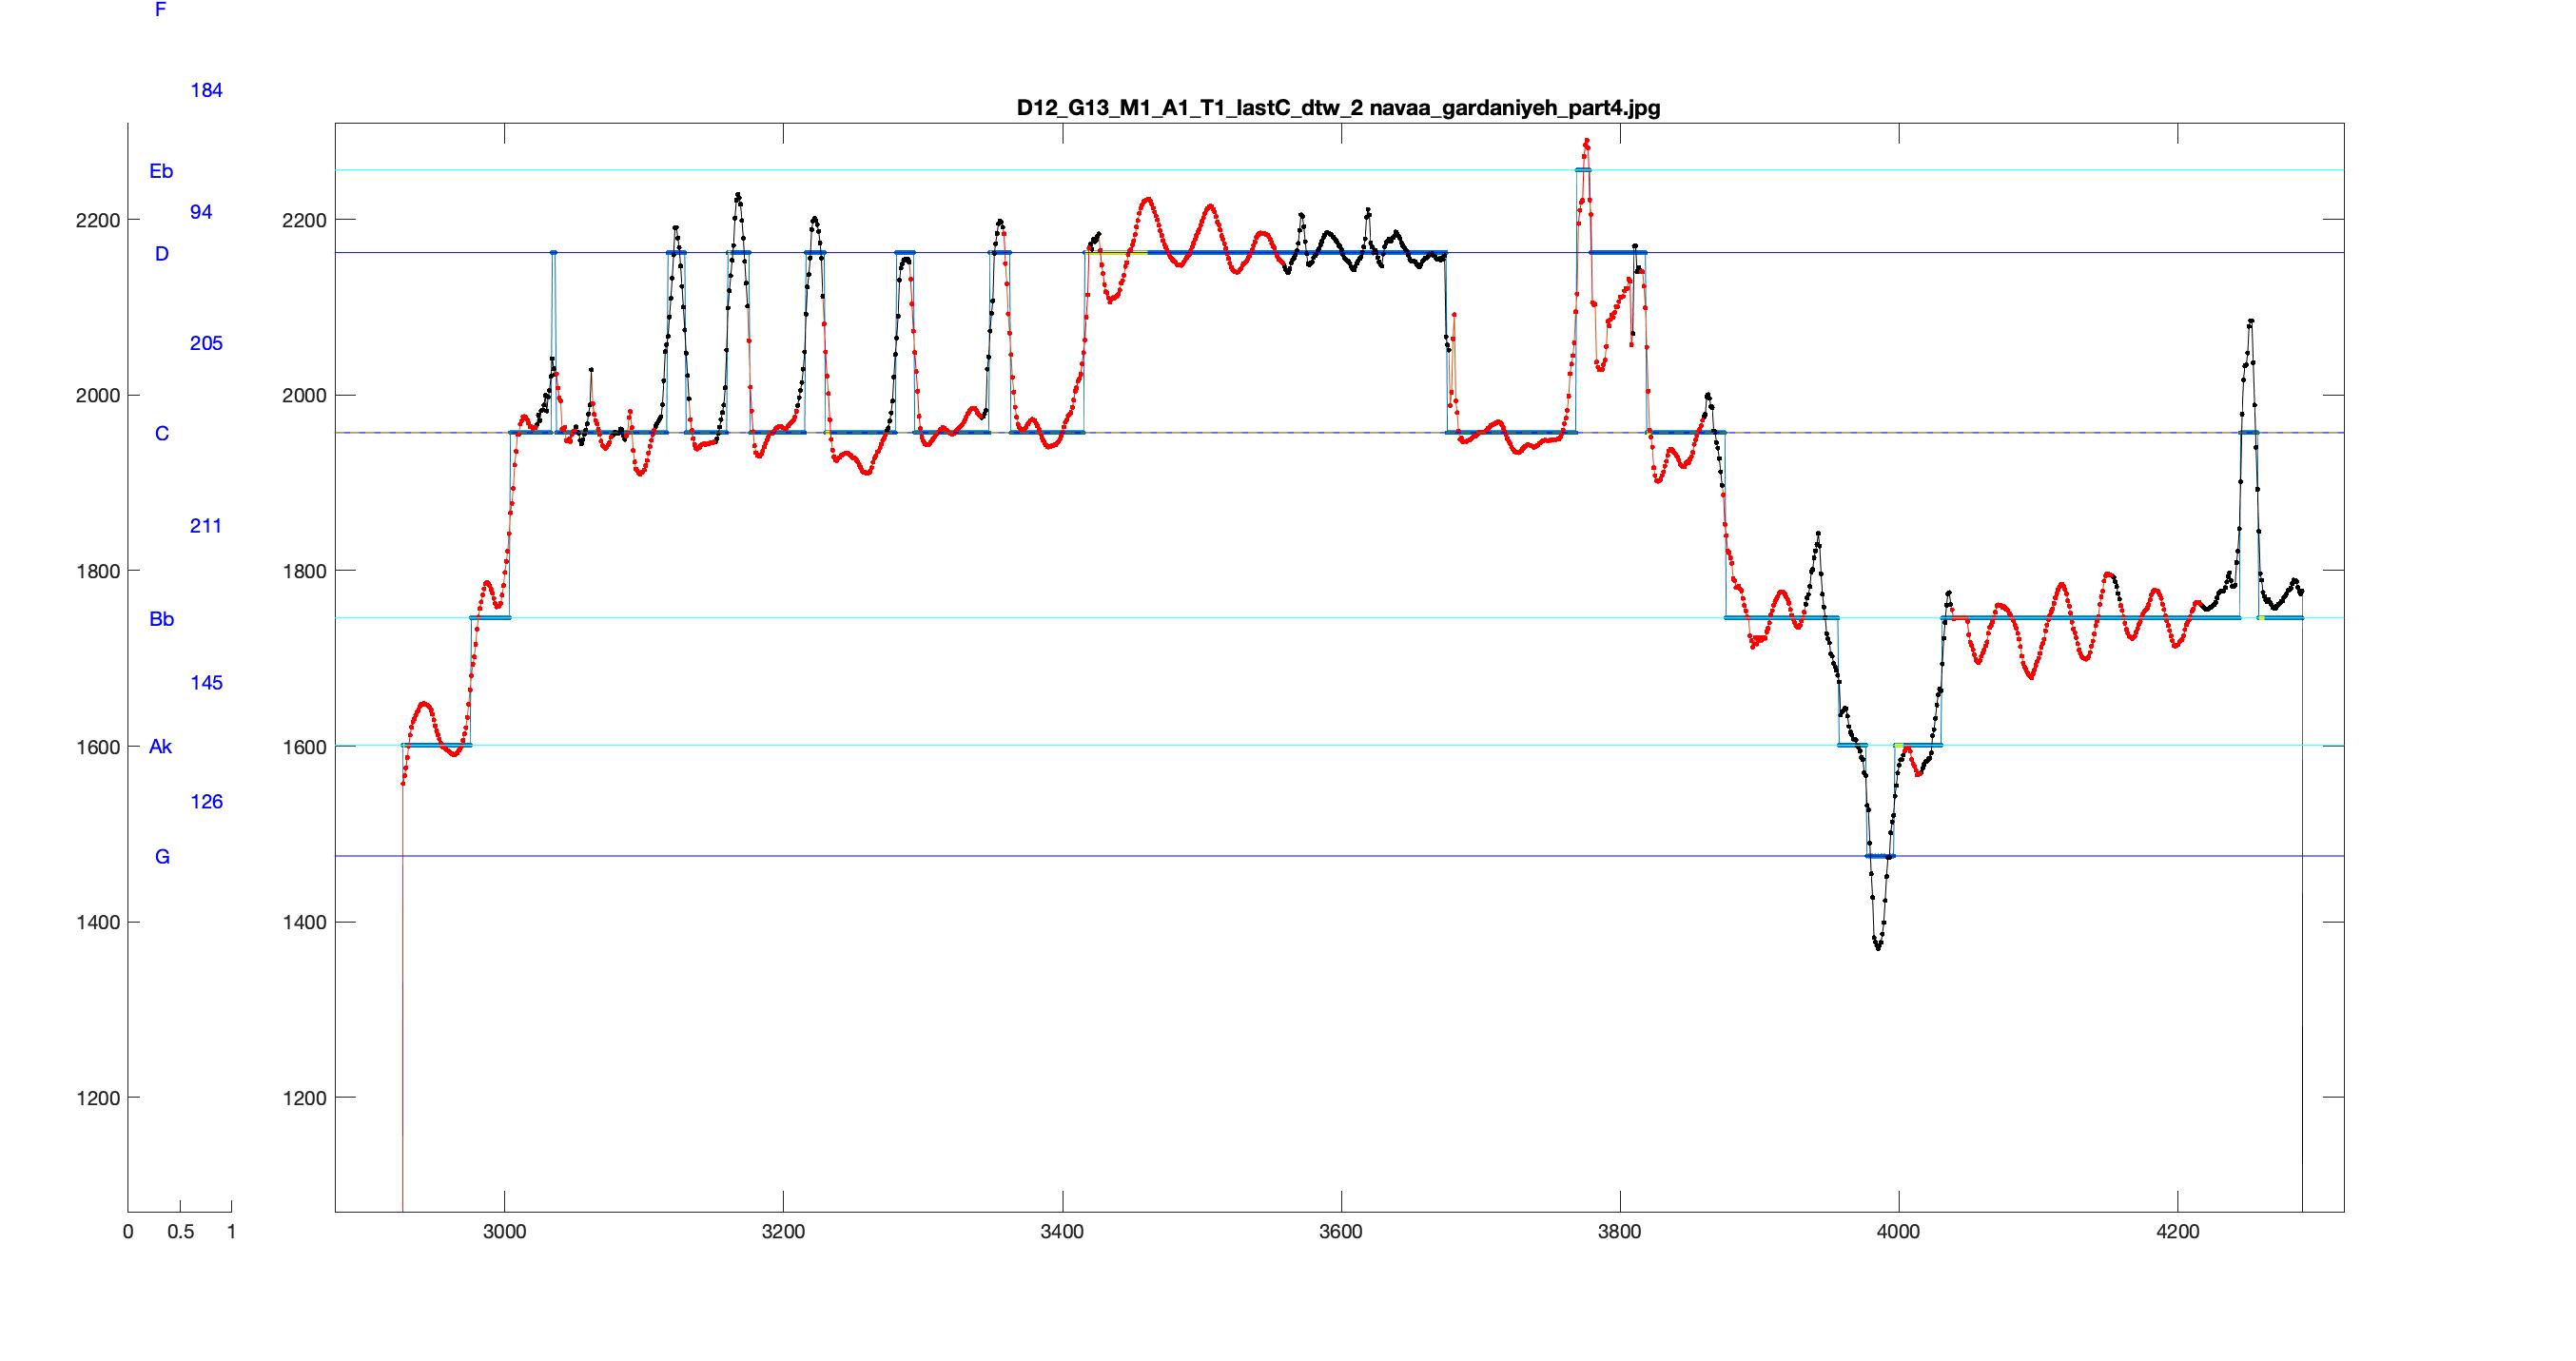 F
184
D12_G13_M1_A1_T1_lastC_dtw_2 navaa_gardaniyeh_part4.jpg
Eb
94
2200 2200
D
205
2000 2000
C
211
1800 1800
Bb
145
1600 Ak 1600
126
G
1400 1400
1200 1200
0 0.5 1 3000 3200 3400 3600 3800 4000 4200